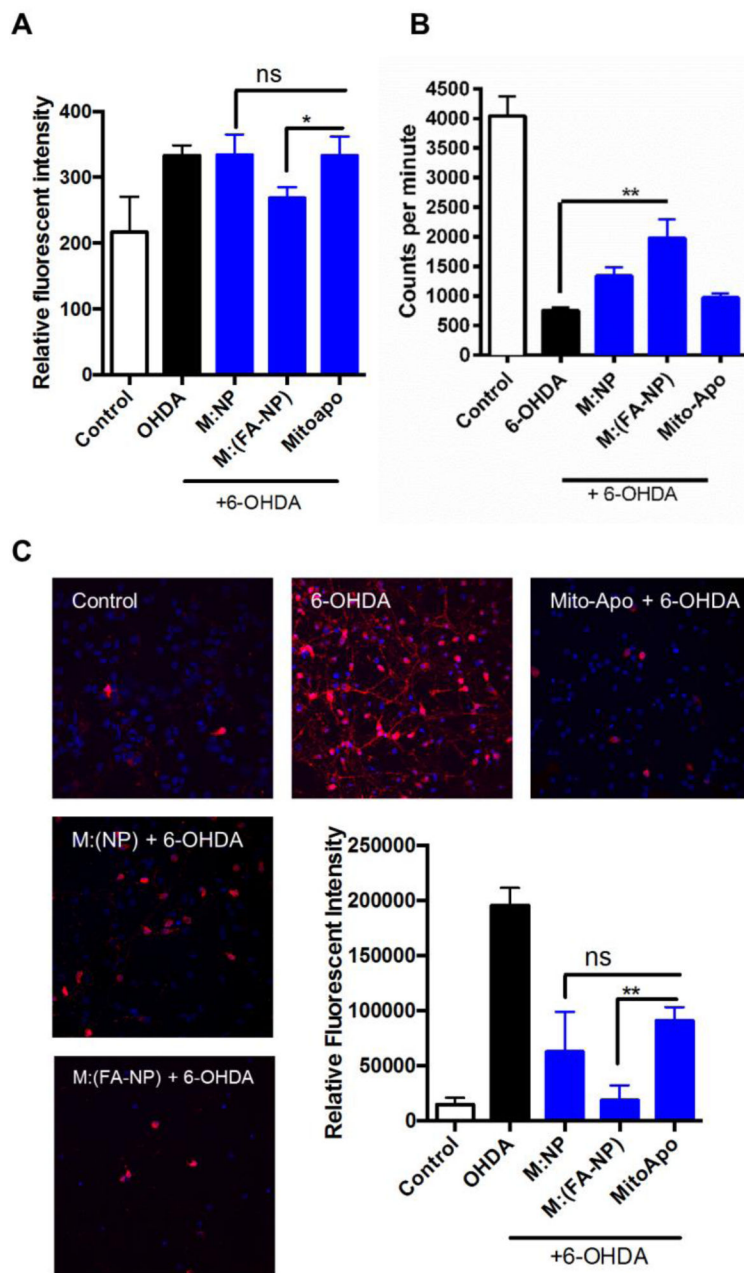 A
Relative fluorescent intensity
400
300
200
100
0
ns
*
Control
OHDA
M:NP
M:(FA-NP)
Mitoapo
+6-OHDA
B
Counts per minute
4500
4000
3500
3000
2500
2000
1500
1000
500
0
**
Control
6-OHDA
M:NP
M:(FA-NP)
Mito-Apo
+ 6-OHDA
C
Control
6-OHDA
Mito-Apo + 6-OHDA
M:(NP) + 6-OHDA
M:(FA-NP) + 6-OHDA
Relative Fluorescent Intensity
250000
200000
150000
100000
50000
0
ns
**
Control
OHDA
M:NP
M:(FA-NP)
MitoApo
+6-OHDA